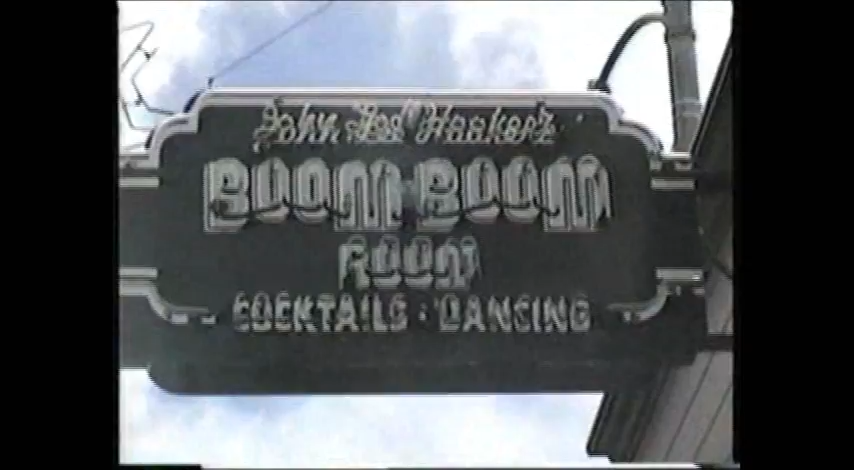 John Lee Hooker's
BOOM BOOM
ROOM
COCKTAILS · DANCING